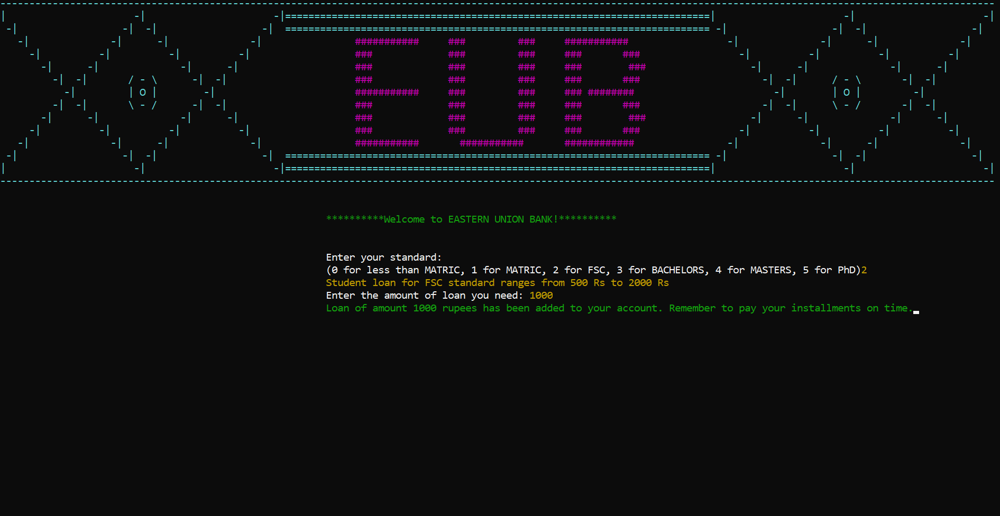 EUB
**********Welcome to EASTERN UNION BANK!**********
Enter your standard:
(0 for less than MATRIC, 1 for MATRIC, 2 for FSC, 3 for BACHELORS, 4 for MASTERS, 5 for PhD)2
Student loan for FSC standard ranges from 500 Rs to 2000 Rs
Enter the amount of loan you need: 1000
Loan of amount 1000 rupees has been added to your account. Remember to pay your installments on time.